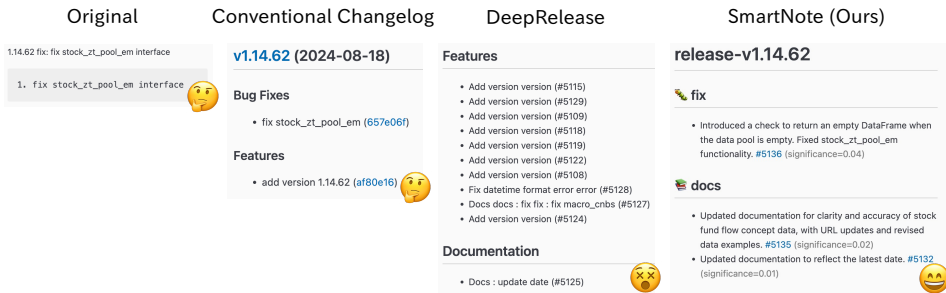 Original
1.14.62 fix: fix stock_zt_pool_em interface
1. fix stock_zt_pool_em interface
Conventional Changelog
v1.14.62 (2024-08-18)
Bug Fixes
• fix stock_zt_pool_em (657e06f)
Features
• add version 1.14.62 (af80e16)
DeepRelease
Features
• Add version version (#5115)
• Add version version (#5129)
• Add version version (#5109)
• Add version version (#5118)
• Add version version (#5119)
• Add version version (#5122)
• Add version version (#5108)
• Fix datetime format error error (#5128)
• Docs docs : fix fix : fix macro_cnbs (#5127)
• Add version version (#5124)
Documentation
• Docs : update date (#5125)
SmartNote (Ours)
release-v1.14.62
fix
• Introduced a check to return an empty DataFrame when
the data pool is empty. Fixed stock_zt_pool_em
functionality. #5136 (significance=0.04)
docs
• Updated documentation for clarity and accuracy of stock
fund flow concept data, with URL updates and revised
data examples. #5135 (significance=0.02)
• Updated documentation to reflect the latest date. #5132
(significance=0.01)